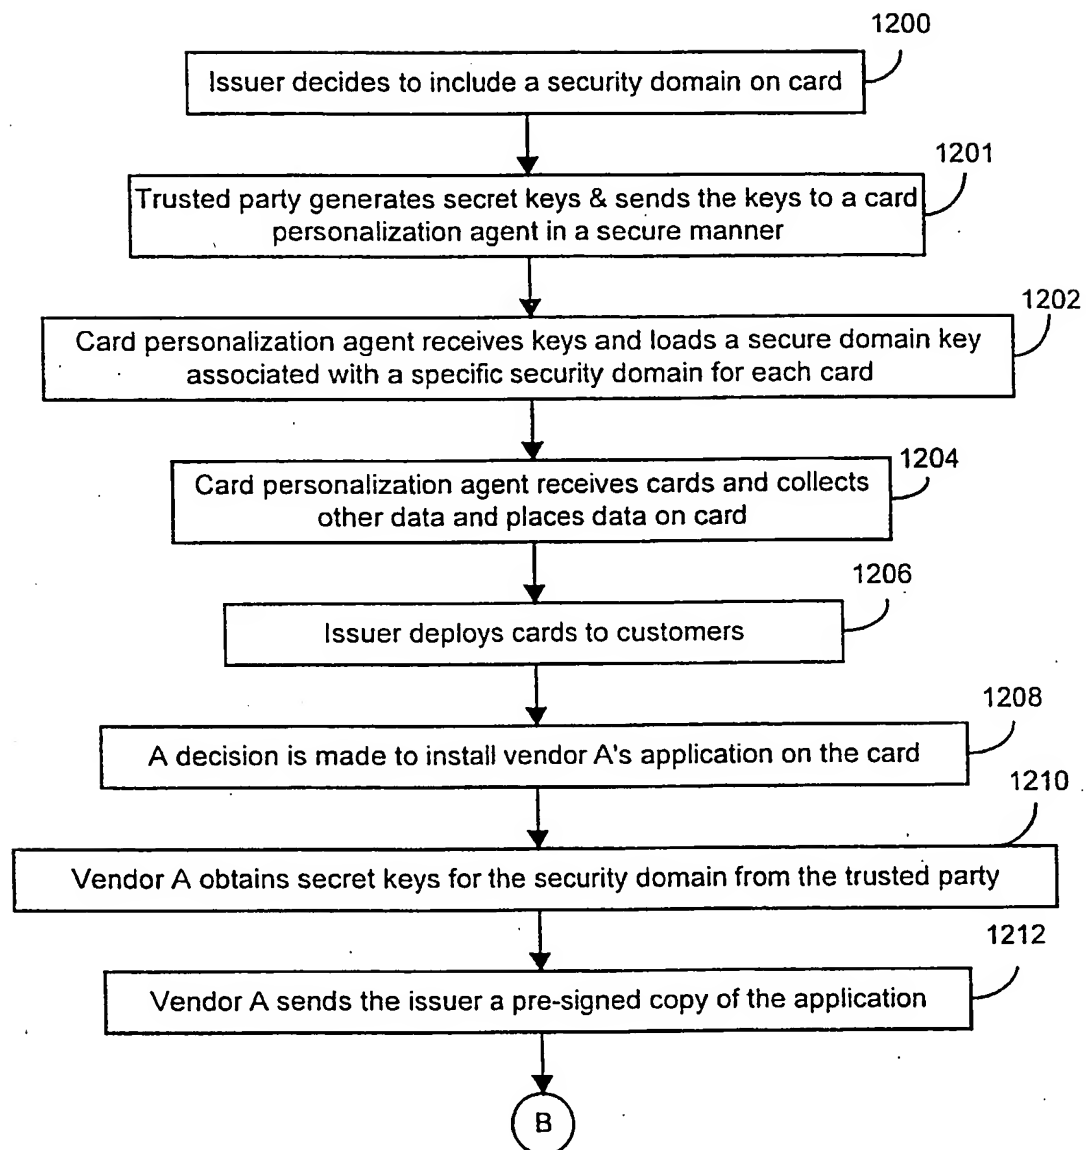 1200
Issuer decides to include a security domain on card
1201
Trusted party generates secret keys & sends the keys to a card
personalization agent in a secure manner
1202
Card personalization agent receives keys and loads a secure domain key
associated with a specific security domain for each card
1204
Card personalization agent receives cards and collects
other data and places data on card
1206
Issuer deploys cards to customers
1208
A decision is made to install vendor A's application on the card
1210
Vendor A obtains secret keys for the security domain from the trusted party
1212
Vendor A sends the issuer a pre-signed copy of the application
B